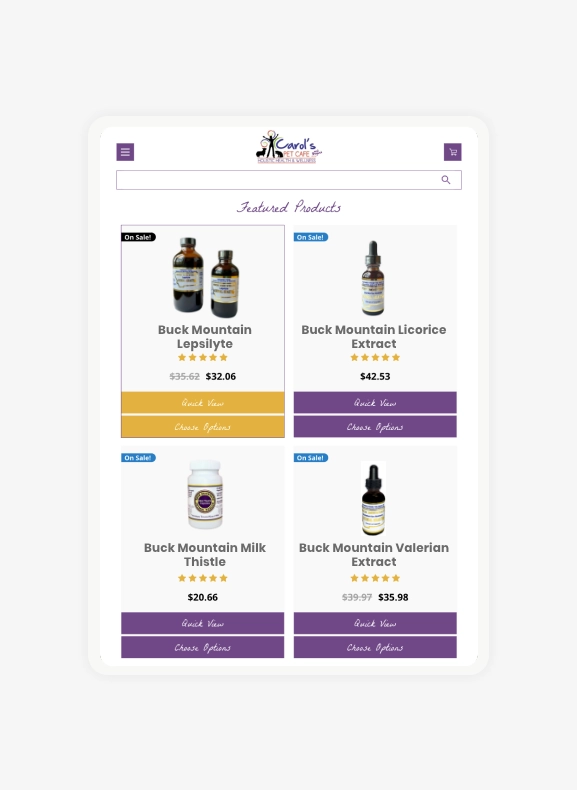 Carol's
PET CAFE
HOLISTIC HEALTH & WELLNESS
Featured Products
On Sale!
Buck Mountain
Lepsilyte
$35.62 $32.06
Quick View
Choose Options
On Sale!
Buck Mountain Licorice
Extract
$42.53
Quick View
Choose Options
On Sale!
Buck Mountain Milk
Thistle
$20.66
Quick View
Choose Options
On Sale!
Buck Mountain Valerian
Extract
$39.97 $35.98
Quick View
Choose Options